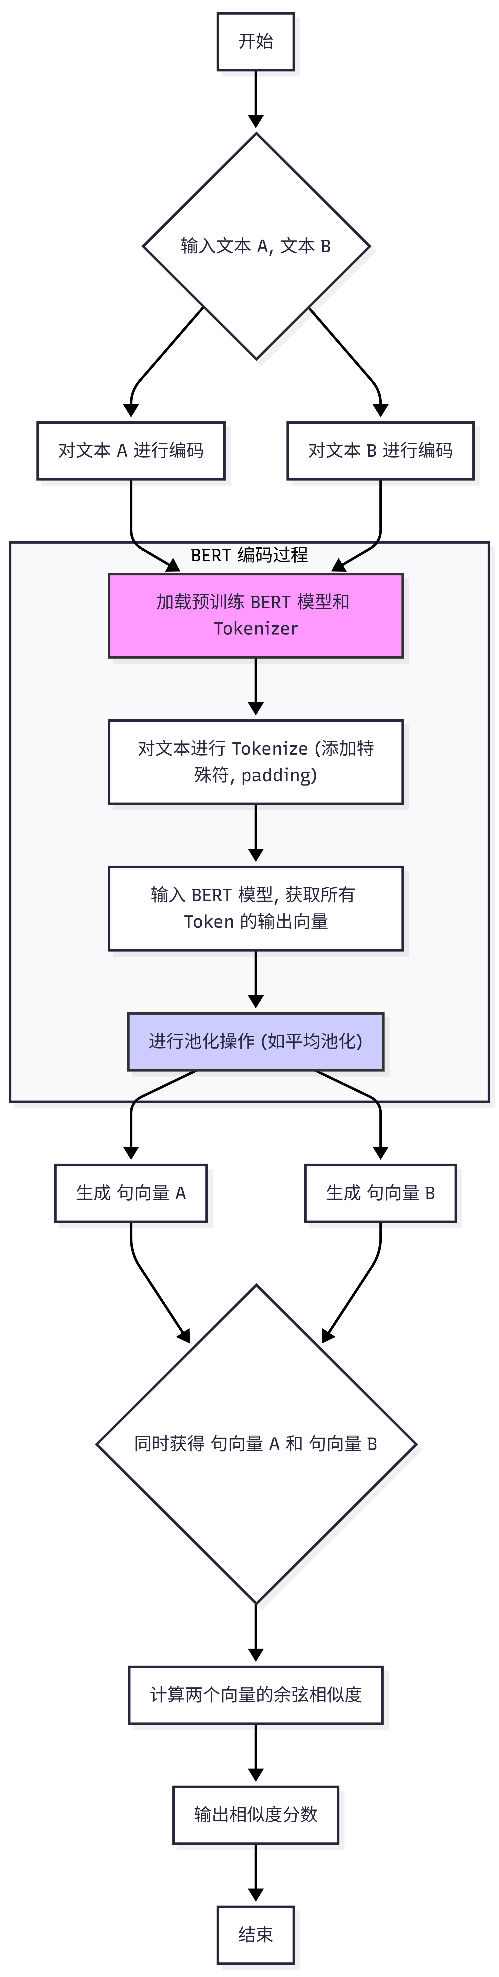 开始
输入文本 A, 文本 B
对文本 A 进行编码
对文本 B 进行编码
BERT 编码过程
加载预训练 BERT 模型和
Tokenizer
对文本进行 Tokenize (添加特
殊符, padding)
输入 BERT 模型, 获取所有
Token 的输出向量
进行池化操作 (如平均池化)
生成 句向量 A
生成 句向量 B
同时获得 句向量 A 和 句向量 B
计算两个向量的余弦相似度
输出相似度分数
结束